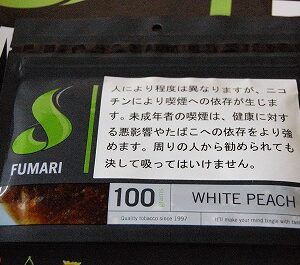 人により程度は異なりますが、ニコ
チンにより喫煙への依存が生じま
す。未成年者の喫煙は、健康に対す
る悪影響やたばこへの依存をより強
めます。周りの人から勧められても
決して吸ってはいけません。
FUMARI
100 grams
WHITE PEACH
Quality tobacco since 1997
It'll make your mind tingle with